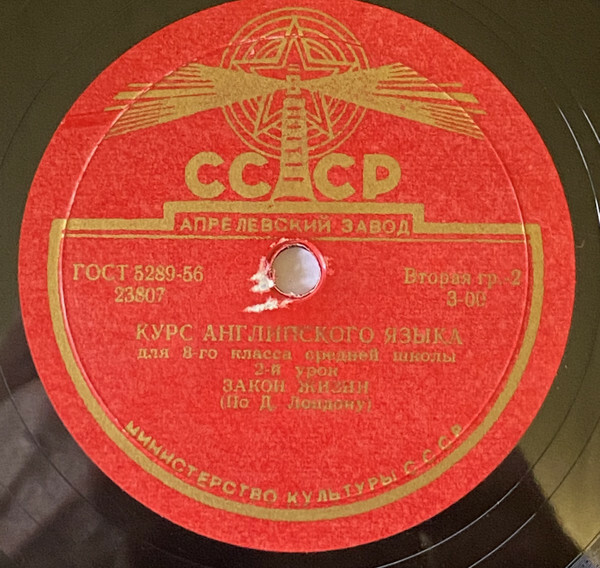 СССР
АПРЕЛЕВСКИЙ ЗАВОД
ГОСТ 5289-56
23807
Вторая гр.-2
3-00
КУРС АНГЛИЙСКОГО ЯЗЫКА
для 8-го класса средней школы
2-й урок
ЗАКОН ЖИЗНИ
(По Д. Лондону)
МИНИСТЕРСТВО КУЛЬТУРЫ СССР